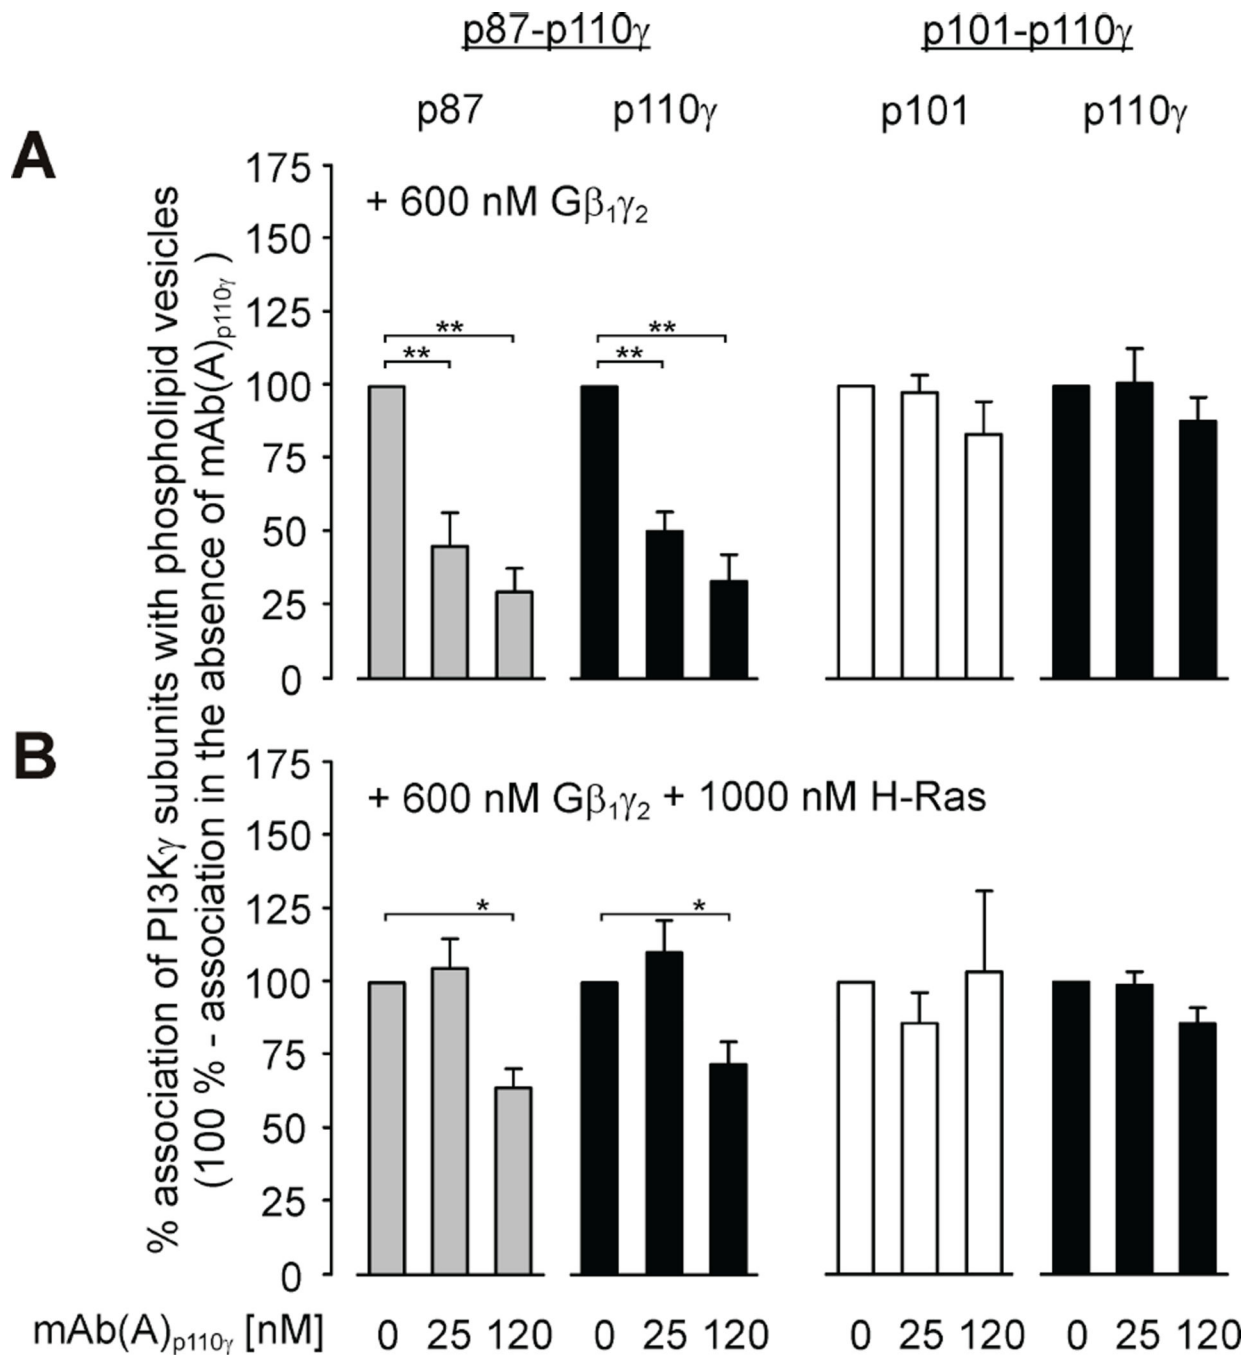 p87-p110γ p101-p110γ
p87 p110γ p101 p110γ
A
% association of PI3Kγ subunits with phospholipid vesicles
(100 % - association in the absence of mAb(A)p110γ )
175
+ 600 nM Gβ1γ2
150
125
** **
** **
100
75
50
25
0
B
175
+ 600 nM Gβ1γ2 + 1000 nM H-Ras
150
125
* *
100
75
50
25
0
mAb(A)p110γ [nM] 0 25 120 0 25 120 0 25 120 0 25 120